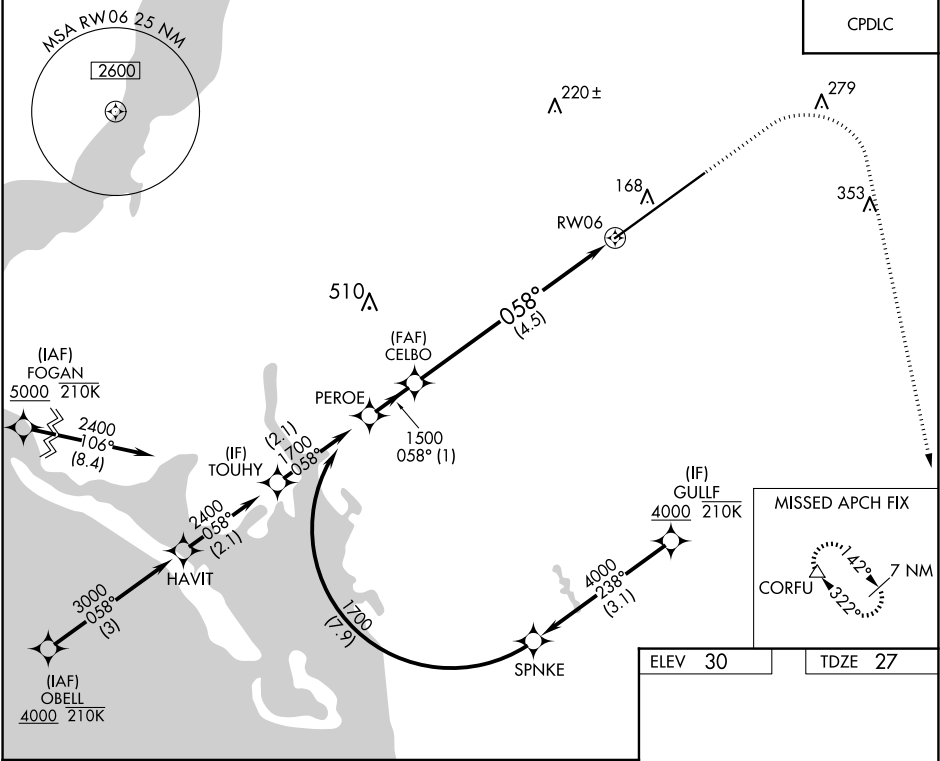 MSA RW06 25 NM
2600
CPDLC
220 ±
279
168
353
RW06
510
058°
(4.5)
(FAF)
CELBO
(IAF)
FOGAN
5000 210K
PEROE
2400
106°
(8.4)
(IF)
TOUHY
(2.1)
1700
058°
1500
058° (1)
(IF)
GULLF
4000 210K
2400
058°
(2.1)
HAVIT
MISSED APCH FIX
142°
7 NM
CORFU
322°
3000
058°
(3)
4000
238°
(3.1)
1700
(7.9)
SPNKE
(IAF)
OBELL
4000 210K
ELEV 30
TDZE 27